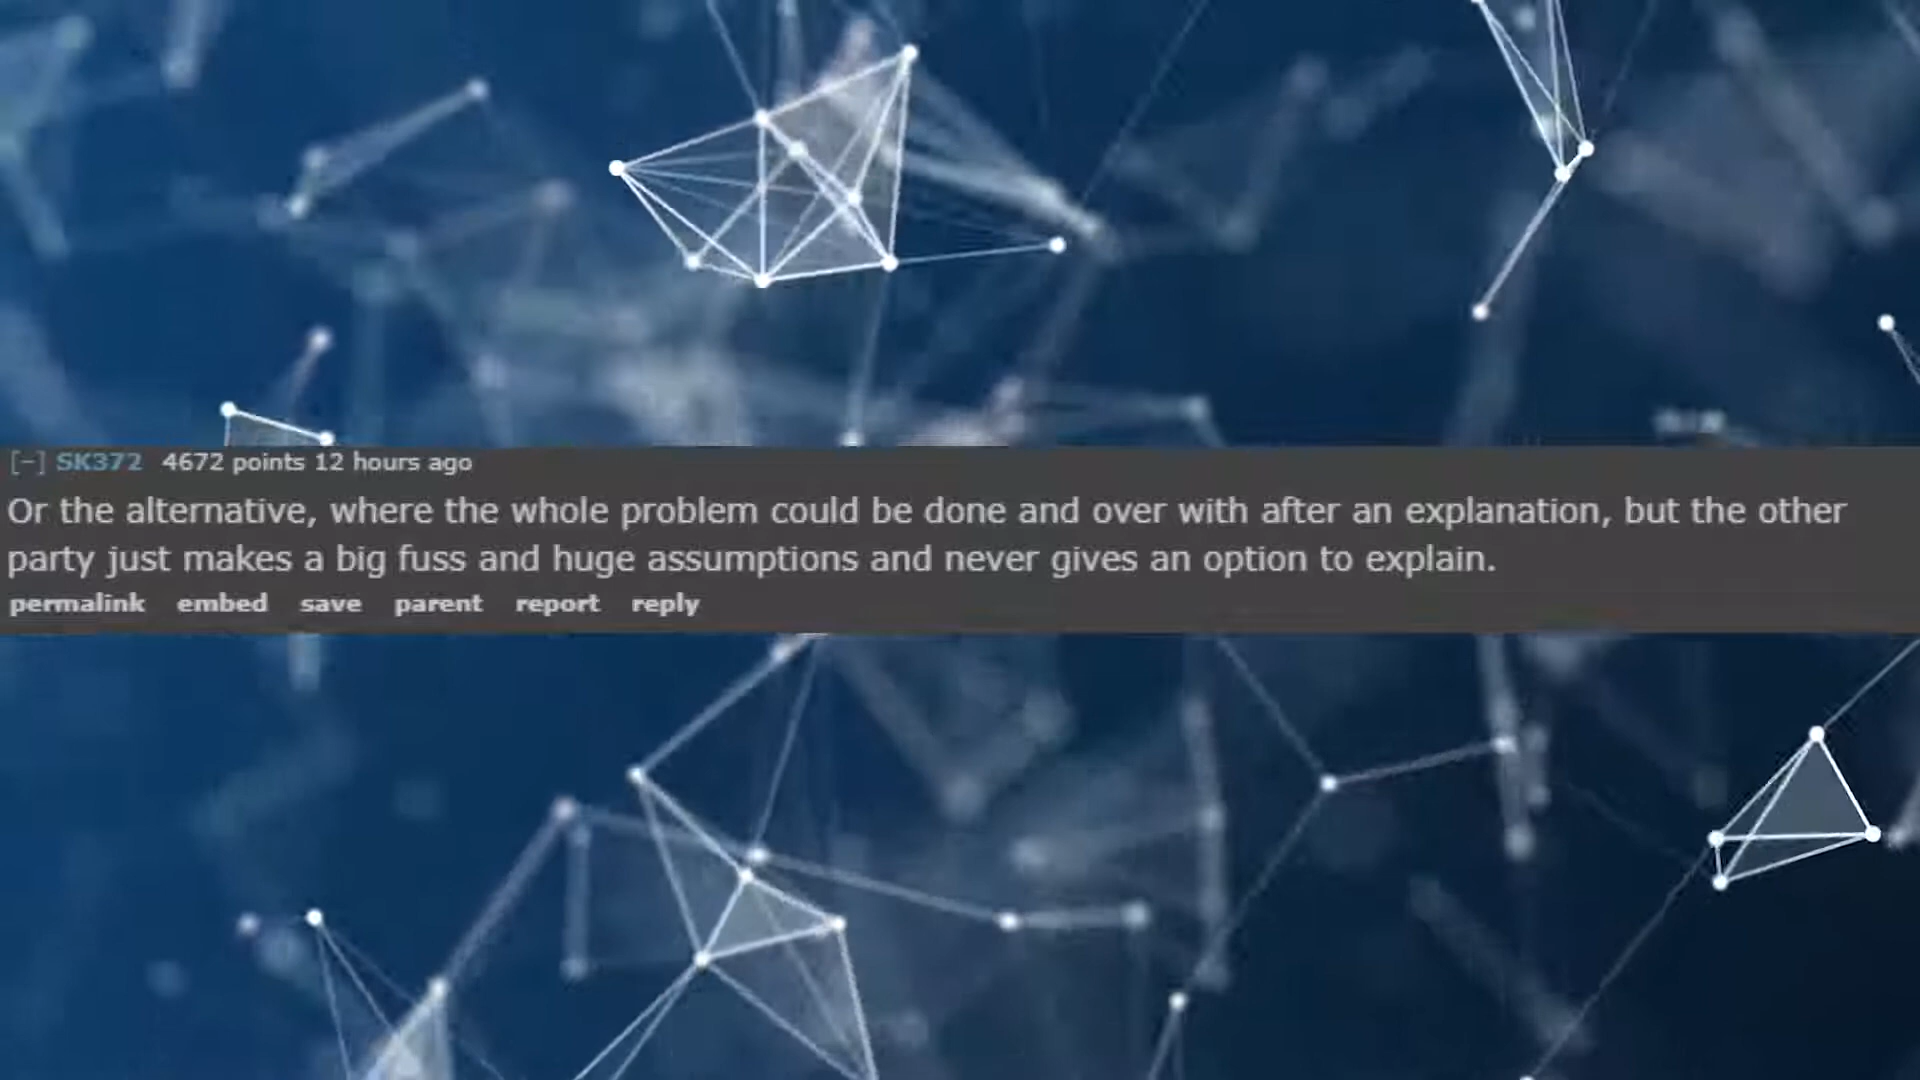 [−] SK372 4672 points 12 hours ago
Or the alternative, where the whole problem could be done and over with after an explanation, but the other
party just makes a big fuss and huge assumptions and never gives an option to explain.
permalink embed save parent report reply